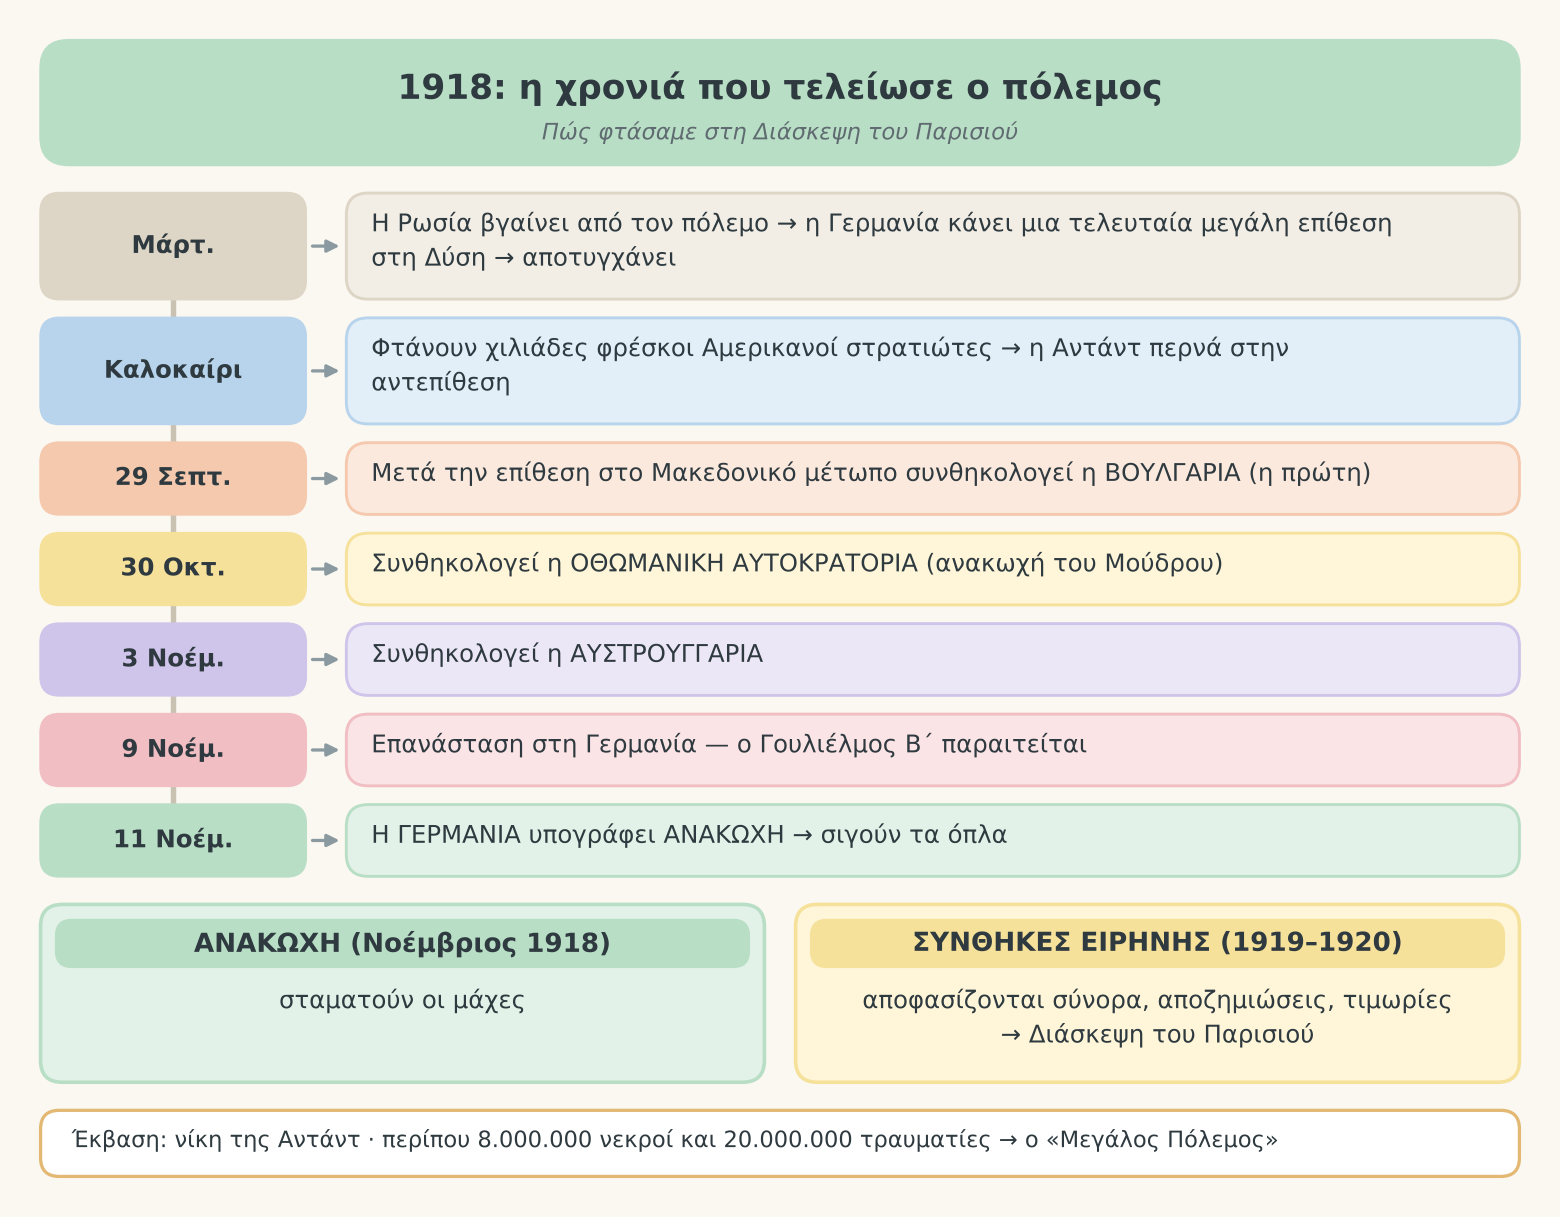 1918: η χρονιά που τελείωσε ο πόλεμος
Πώς φτάσαμε στη Διάσκεψη του Παρισιού
Μάρτ.
Η Ρωσία βγαίνει από τον πόλεμο → η Γερμανία κάνει μια τελευταία μεγάλη επίθεση
στη Δύση → αποτυγχάνει
Καλοκαίρι
Φτάνουν χιλιάδες φρέσκοι Αμερικανοί στρατιώτες → η Αντάντ περνά στην
αντεπίθεση
29 Σεπτ.
Μετά την επίθεση στο Μακεδονικό μέτωπο συνθηκολογεί η ΒΟΥΛΓΑΡΙΑ (η πρώτη)
30 Οκτ.
Συνθηκολογεί η ΟΘΩΜΑΝΙΚΗ ΑΥΤΟΚΡΑΤΟΡΙΑ (ανακωχή του Μούδρου)
3 Νοέμ.
Συνθηκολογεί η ΑΥΣΤΡΟΥΓΓΑΡΙΑ
9 Νοέμ.
Επανάσταση στη Γερμανία — ο Γουλιέλμος Β΄ παραιτείται
11 Νοέμ.
Η ΓΕΡΜΑΝΙΑ υπογράφει ΑΝΑΚΩΧΗ → σιγούν τα όπλα
ΑΝΑΚΩΧΗ (Νοέμβριος 1918)
σταματούν οι μάχες
ΣΥΝΘΗΚΕΣ ΕΙΡΗΝΗΣ (1919–1920)
αποφασίζονται σύνορα, αποζημιώσεις, τιμωρίες
→ Διάσκεψη του Παρισιού
Έκβαση: νίκη της Αντάντ · περίπου 8.000.000 νεκροί και 20.000.000 τραυματίες → ο «Μεγάλος Πόλεμος»